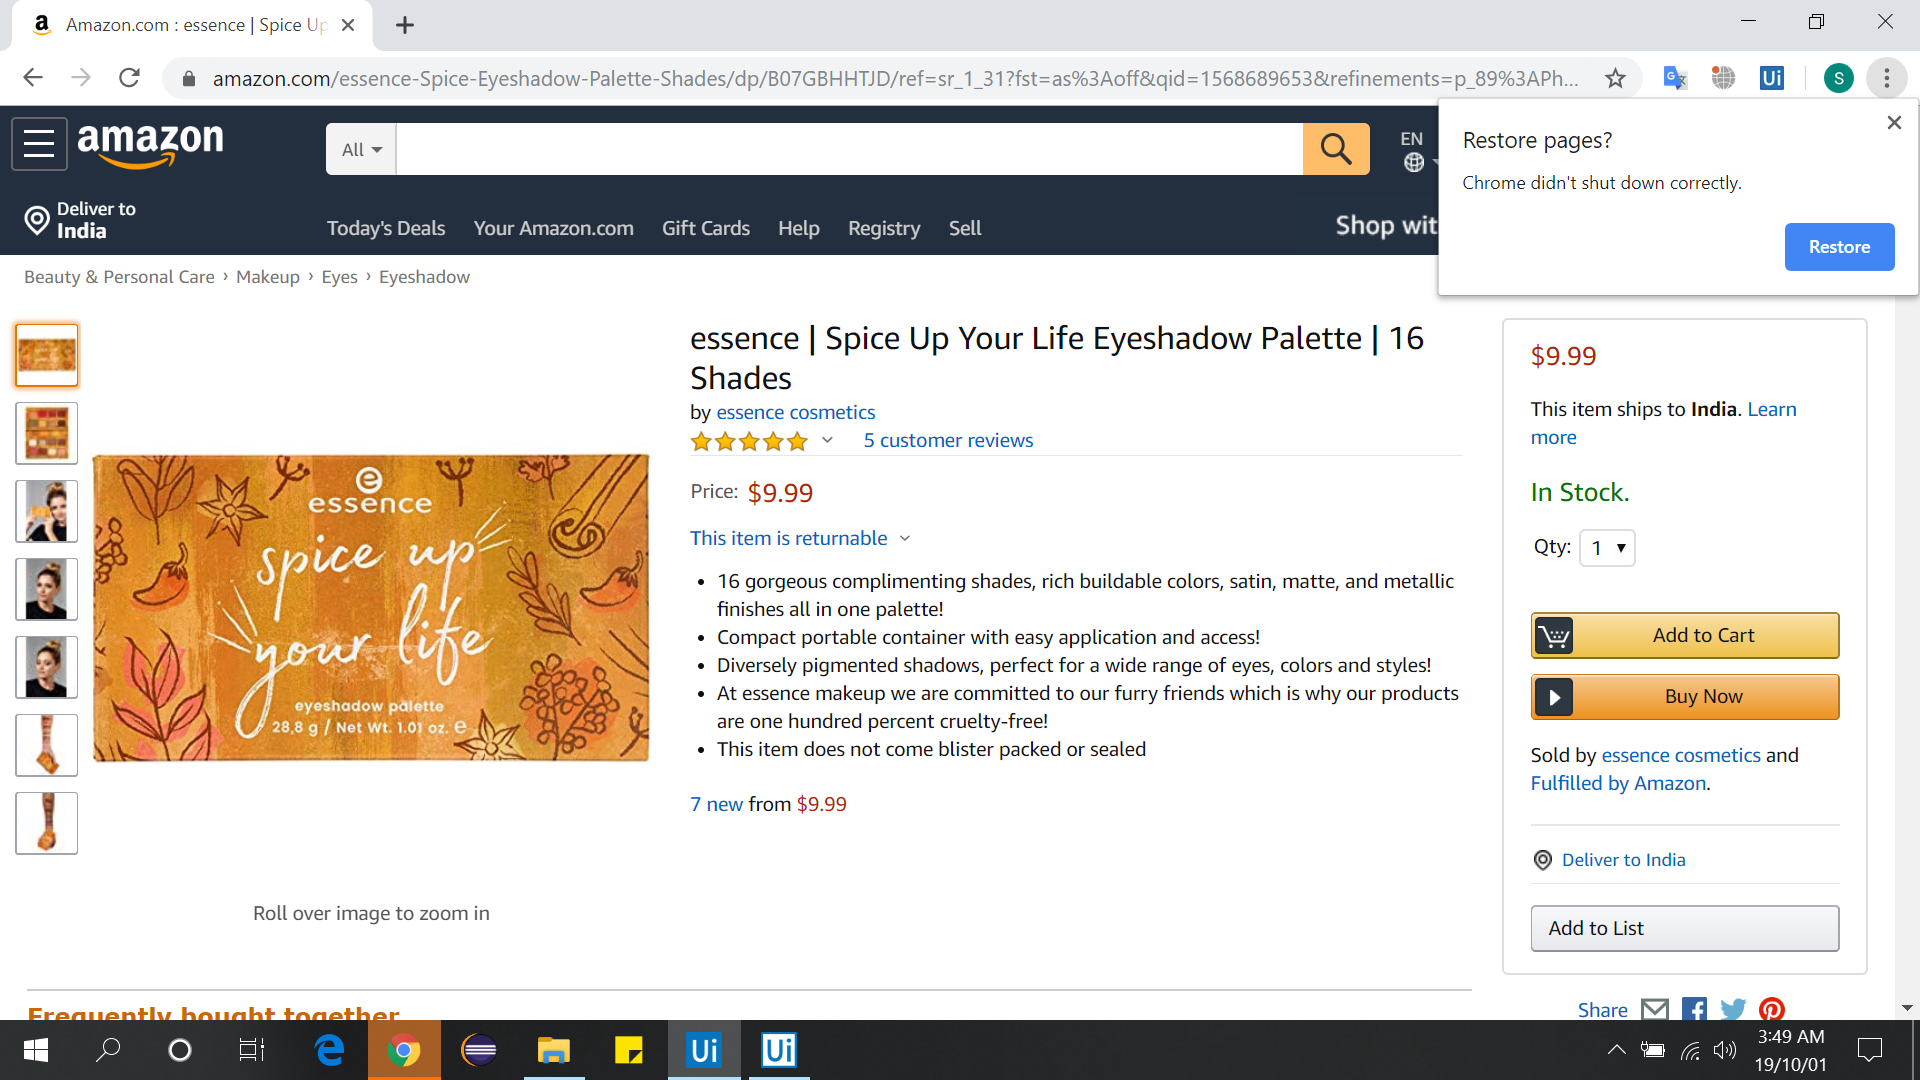 Amazon.com : essence | Spice Up
amazon.com/essence-Spice-Eyeshadow-Palette-Shades/dp/B07GBHHTJD/ref=sr_1_31?fst=as%3Aoff&qid=1568689653&refinements=p_89%3APh...
Ui
S
Restore pages?
Chrome didn't shut down correctly.
Restore
amazon
All
EN
Deliver to
India
Today's Deals
Your Amazon.com
Gift Cards
Help
Registry
Sell
Shop wit
Beauty & Personal Care › Makeup › Eyes › Eyeshadow
essence
spice up
your life
eyeshadow palette
28,8 g / Net Wt. 1.01 oz. e
Roll over image to zoom in
essence | Spice Up Your Life Eyeshadow Palette | 16
Shades
by essence cosmetics
5 customer reviews
Price: $9.99
This item is returnable
• 16 gorgeous complimenting shades, rich buildable colors, satin, matte, and metallic
finishes all in one palette!
• Compact portable container with easy application and access!
• Diversely pigmented shadows, perfect for a wide range of eyes, colors and styles!
• At essence makeup we are committed to our furry friends which is why our products
are one hundred percent cruelty-free!
• This item does not come blister packed or sealed
7 new from $9.99
$9.99
This item ships to India. Learn
more
In Stock.
Qty: 1
Add to Cart
Buy Now
Sold by essence cosmetics and
Fulfilled by Amazon.
Deliver to India
Add to List
Share
Frequently bought together
Ui
Ui
3:49 AM
19/10/01